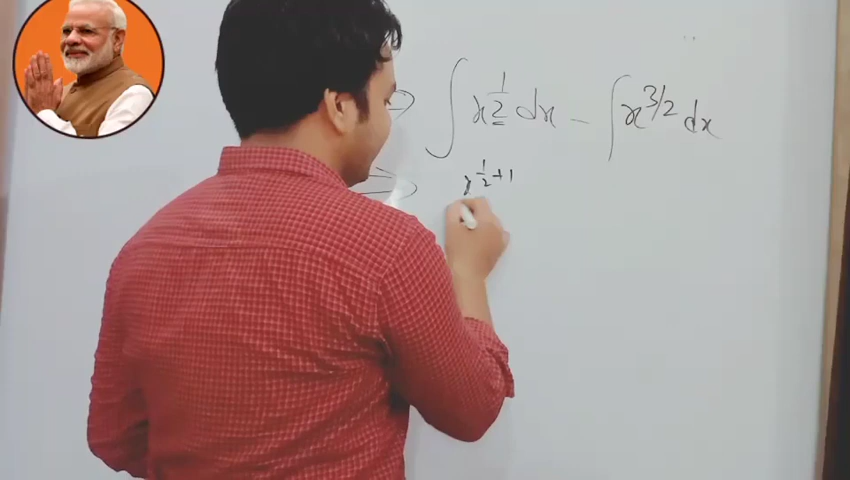 ⇒ ∫ x^{1/2} dx - ∫ x^{3/2} dx
⇒ x^{1/2 + 1}